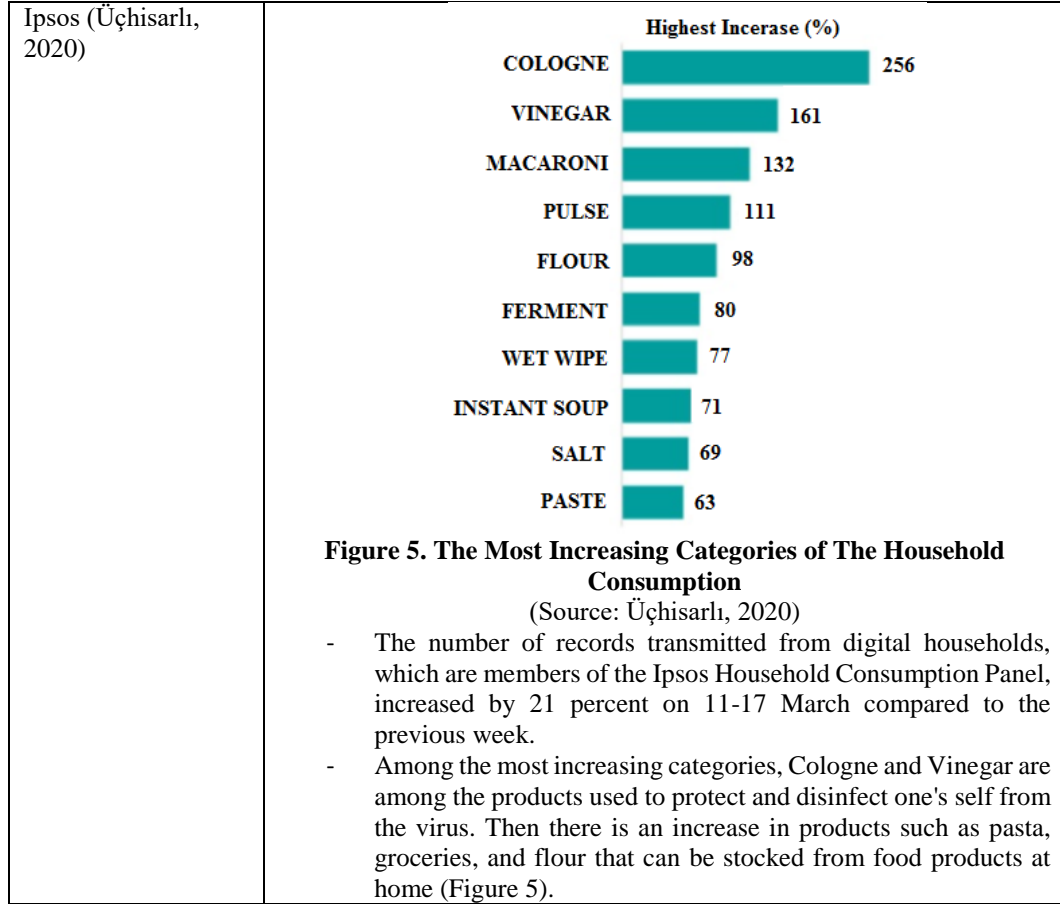 Ipsos (Üçhisarlı,
2020)
Highest Incerase (%)
COLOGNE 256
VINEGAR 161
MACARONI 132
PULSE 111
FLOUR 98
FERMENT 80
WET WIPE 77
INSTANT SOUP 71
SALT 69
PASTE 63
Figure 5. The Most Increasing Categories of The Household
Consumption
(Source: Üçhisarlı, 2020)
- The number of records transmitted from digital households,
which are members of the Ipsos Household Consumption Panel,
increased by 21 percent on 11-17 March compared to the
previous week.
- Among the most increasing categories, Cologne and Vinegar are
among the products used to protect and disinfect one's self from
the virus. Then there is an increase in products such as pasta,
groceries, and flour that can be stocked from food products at
home (Figure 5).